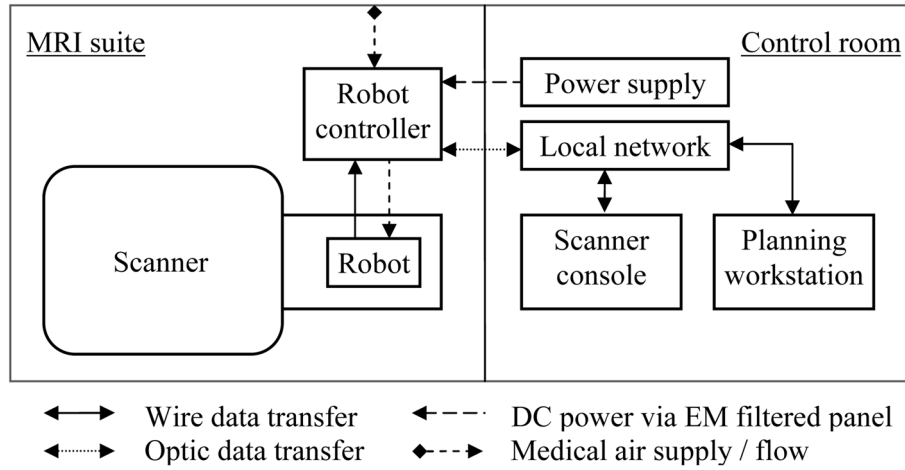 MRI suite
Control room
Robot
controller
Power supply
Local network
Scanner
Robot
Scanner
console
Planning
workstation
Wire data transfer
DC power via EM filtered panel
Optic data transfer
Medical air supply / flow